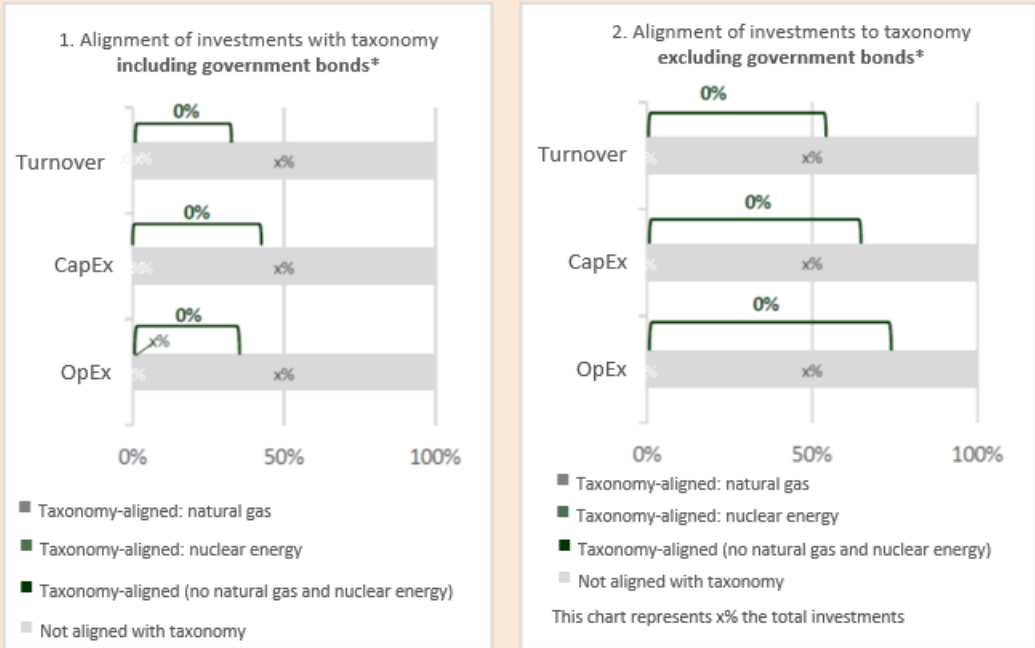 1. Alignment of investments with taxonomy
including government bonds*
0%
Turnover
x%
x%
0%
CapEx
x%
0%
x%
OpEx
%
x%
0%
50%
100%
Taxonomy-aligned: natural gas
Taxonomy-aligned: nuclear energy
Taxonomy-aligned (no natural gas and nuclear energy)
Not aligned with taxonomy
2. Alignment of investments to taxonomy
excluding government bonds*
0%
Turnover
%
x%
0%
CapEx
%
x%
0%
OpEx
%
x%
0%
50%
100%
Taxonomy-aligned: natural gas
Taxonomy-aligned: nuclear energy
Taxonomy-aligned (no natural gas and nuclear energy)
Not aligned with taxonomy
This chart represents x% the total investments